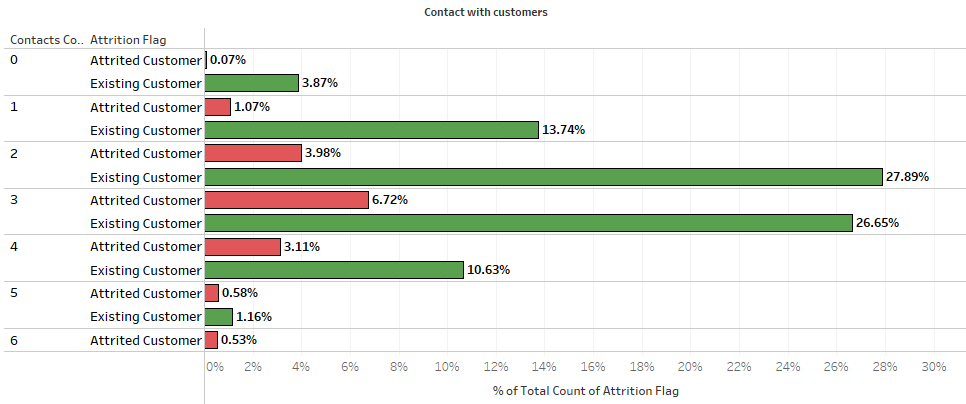 Contact with customers
Contacts Co.. Attrition Flag
0 Attrited Customer 0.07%
Existing Customer 3.87%
1 Attrited Customer 1.07%
Existing Customer 13.74%
2 Attrited Customer 3.98%
Existing Customer 27.89%
3 Attrited Customer 6.72%
Existing Customer 26.65%
4 Attrited Customer 3.11%
Existing Customer 10.63%
5 Attrited Customer 0.58%
Existing Customer 1.16%
6 Attrited Customer 0.53%
0% 2% 4% 6% 8% 10% 12% 14% 16% 18% 20% 22% 24% 26% 28% 30%
% of Total Count of Attrition Flag